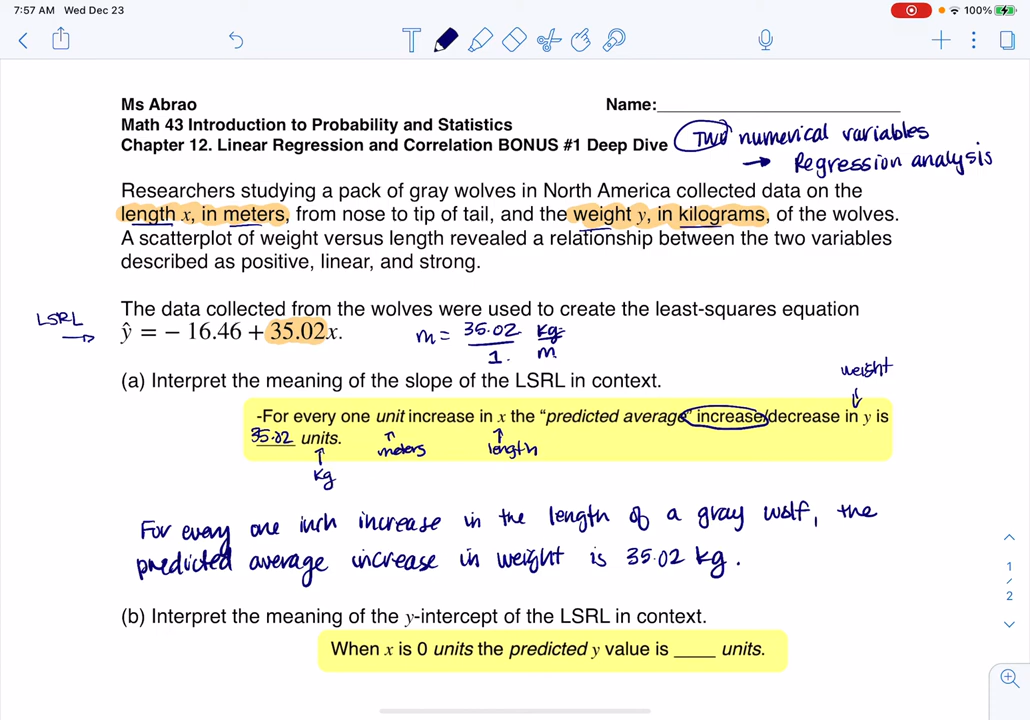 7:57 AM Wed Dec 23
100%
Ms Abrao
Name:
Math 43 Introduction to Probability and Statistics
Chapter 12. Linear Regression and Correlation BONUS #1 Deep Dive
Two numerical variables
→ Regression analysis
Researchers studying a pack of gray wolves in North America collected data on the
length x, in meters, from nose to tip of tail, and the weight y, in kilograms, of the wolves.
A scatterplot of weight versus length revealed a relationship between the two variables
described as positive, linear, and strong.
The data collected from the wolves were used to create the least-squares equation
LSRL →
ŷ = − 16.46 + 35.02x.
m = 35.02 kg
1. m
(a) Interpret the meaning of the slope of the LSRL in context.
weight
-For every one unit increase in x the “predicted average” increase/decrease in y is
35.02 units.
meters
length
kg
For every one inch increase in the length of a gray wolf, the
predicted average increase in weight is 35.02 kg.
(b) Interpret the meaning of the y-intercept of the LSRL in context.
When x is 0 units the predicted y value is ____ units.
1
/
2